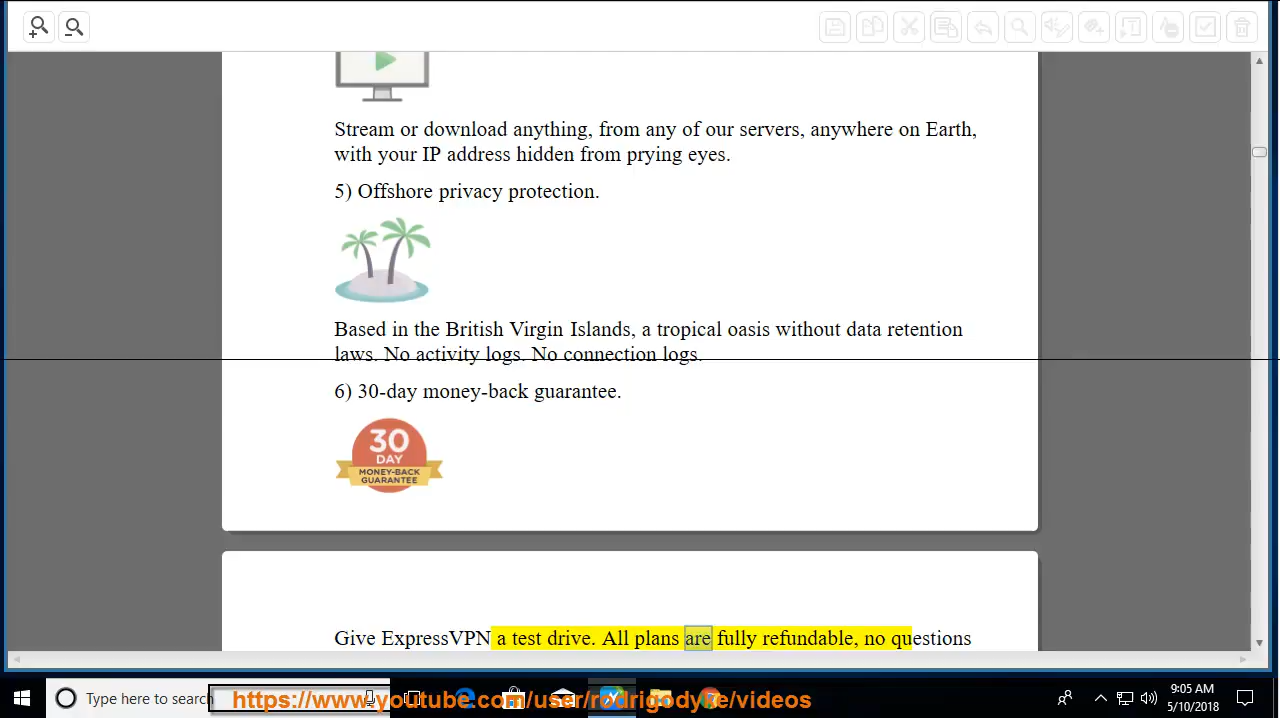 Stream or download anything, from any of our servers, anywhere on Earth,
with your IP address hidden from prying eyes.
5) Offshore privacy protection.
Based in the British Virgin Islands, a tropical oasis without data retention
laws. No activity logs. No connection logs.
6) 30-day money-back guarantee.
30
DAY
MONEY-BACK
GUARANTEE
Give ExpressVPN a test drive. All plans are fully refundable, no questions
Type here to search
https://www.youtube.com/user/rodrigodyke/videos
9:05 AM
5/10/2018